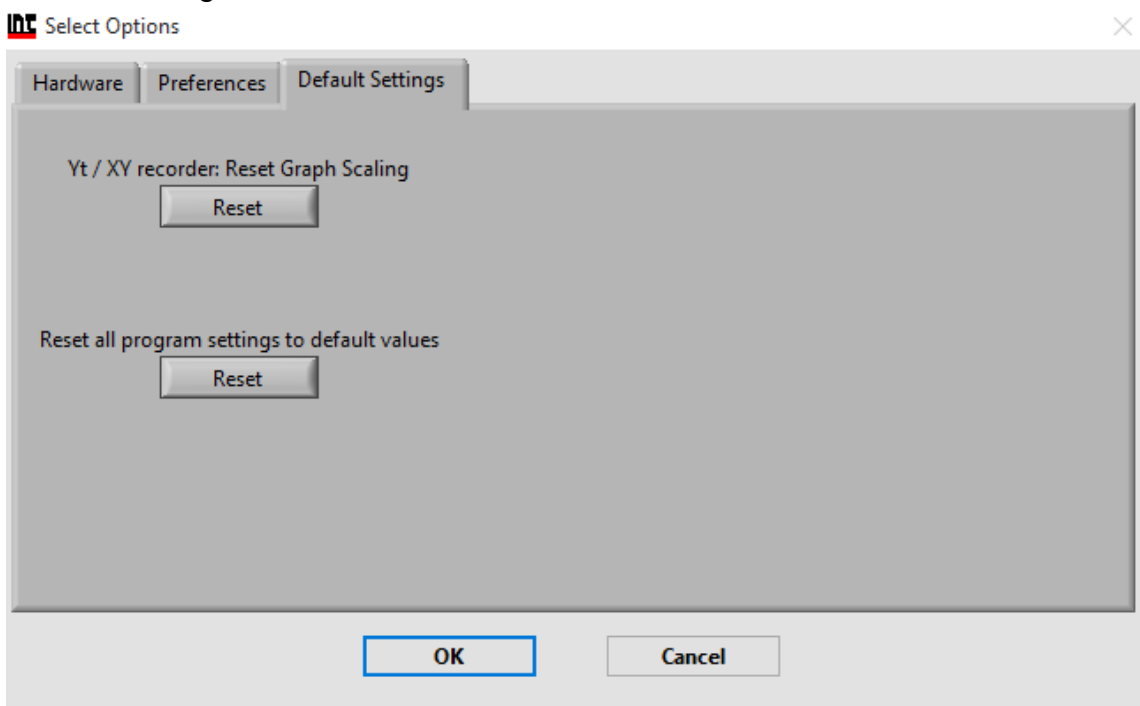 Select Options
Hardware Preferences Default Settings
Yt / XY recorder: Reset Graph Scaling
Reset
Reset all program settings to default values
Reset
OK Cancel